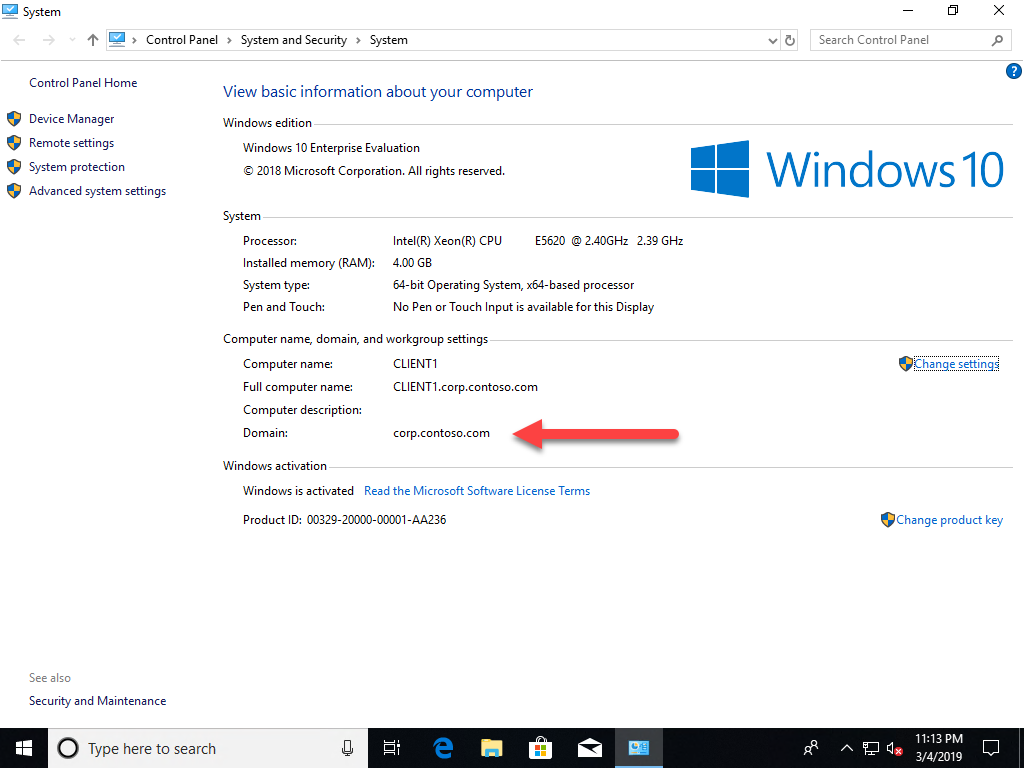 System
Control Panel › System and Security › System
Search Control Panel
?
Control Panel Home
Device Manager
Remote settings
System protection
Advanced system settings
View basic information about your computer
Windows edition
Windows 10 Enterprise Evaluation
© 2018 Microsoft Corporation. All rights reserved.
Windows 10
System
Processor: Intel(R) Xeon(R) CPU E5620 @ 2.40GHz 2.39 GHz
Installed memory (RAM): 4.00 GB
System type: 64-bit Operating System, x64-based processor
Pen and Touch: No Pen or Touch Input is available for this Display
Computer name, domain, and workgroup settings
Computer name: CLIENT1
Change settings
Full computer name: CLIENT1.corp.contoso.com
Computer description:
Domain: corp.contoso.com
Windows activation
Windows is activated Read the Microsoft Software License Terms
Product ID: 00329-20000-00001-AA236
Change product key
See also
Security and Maintenance
Type here to search
11:13 PM
3/4/2019